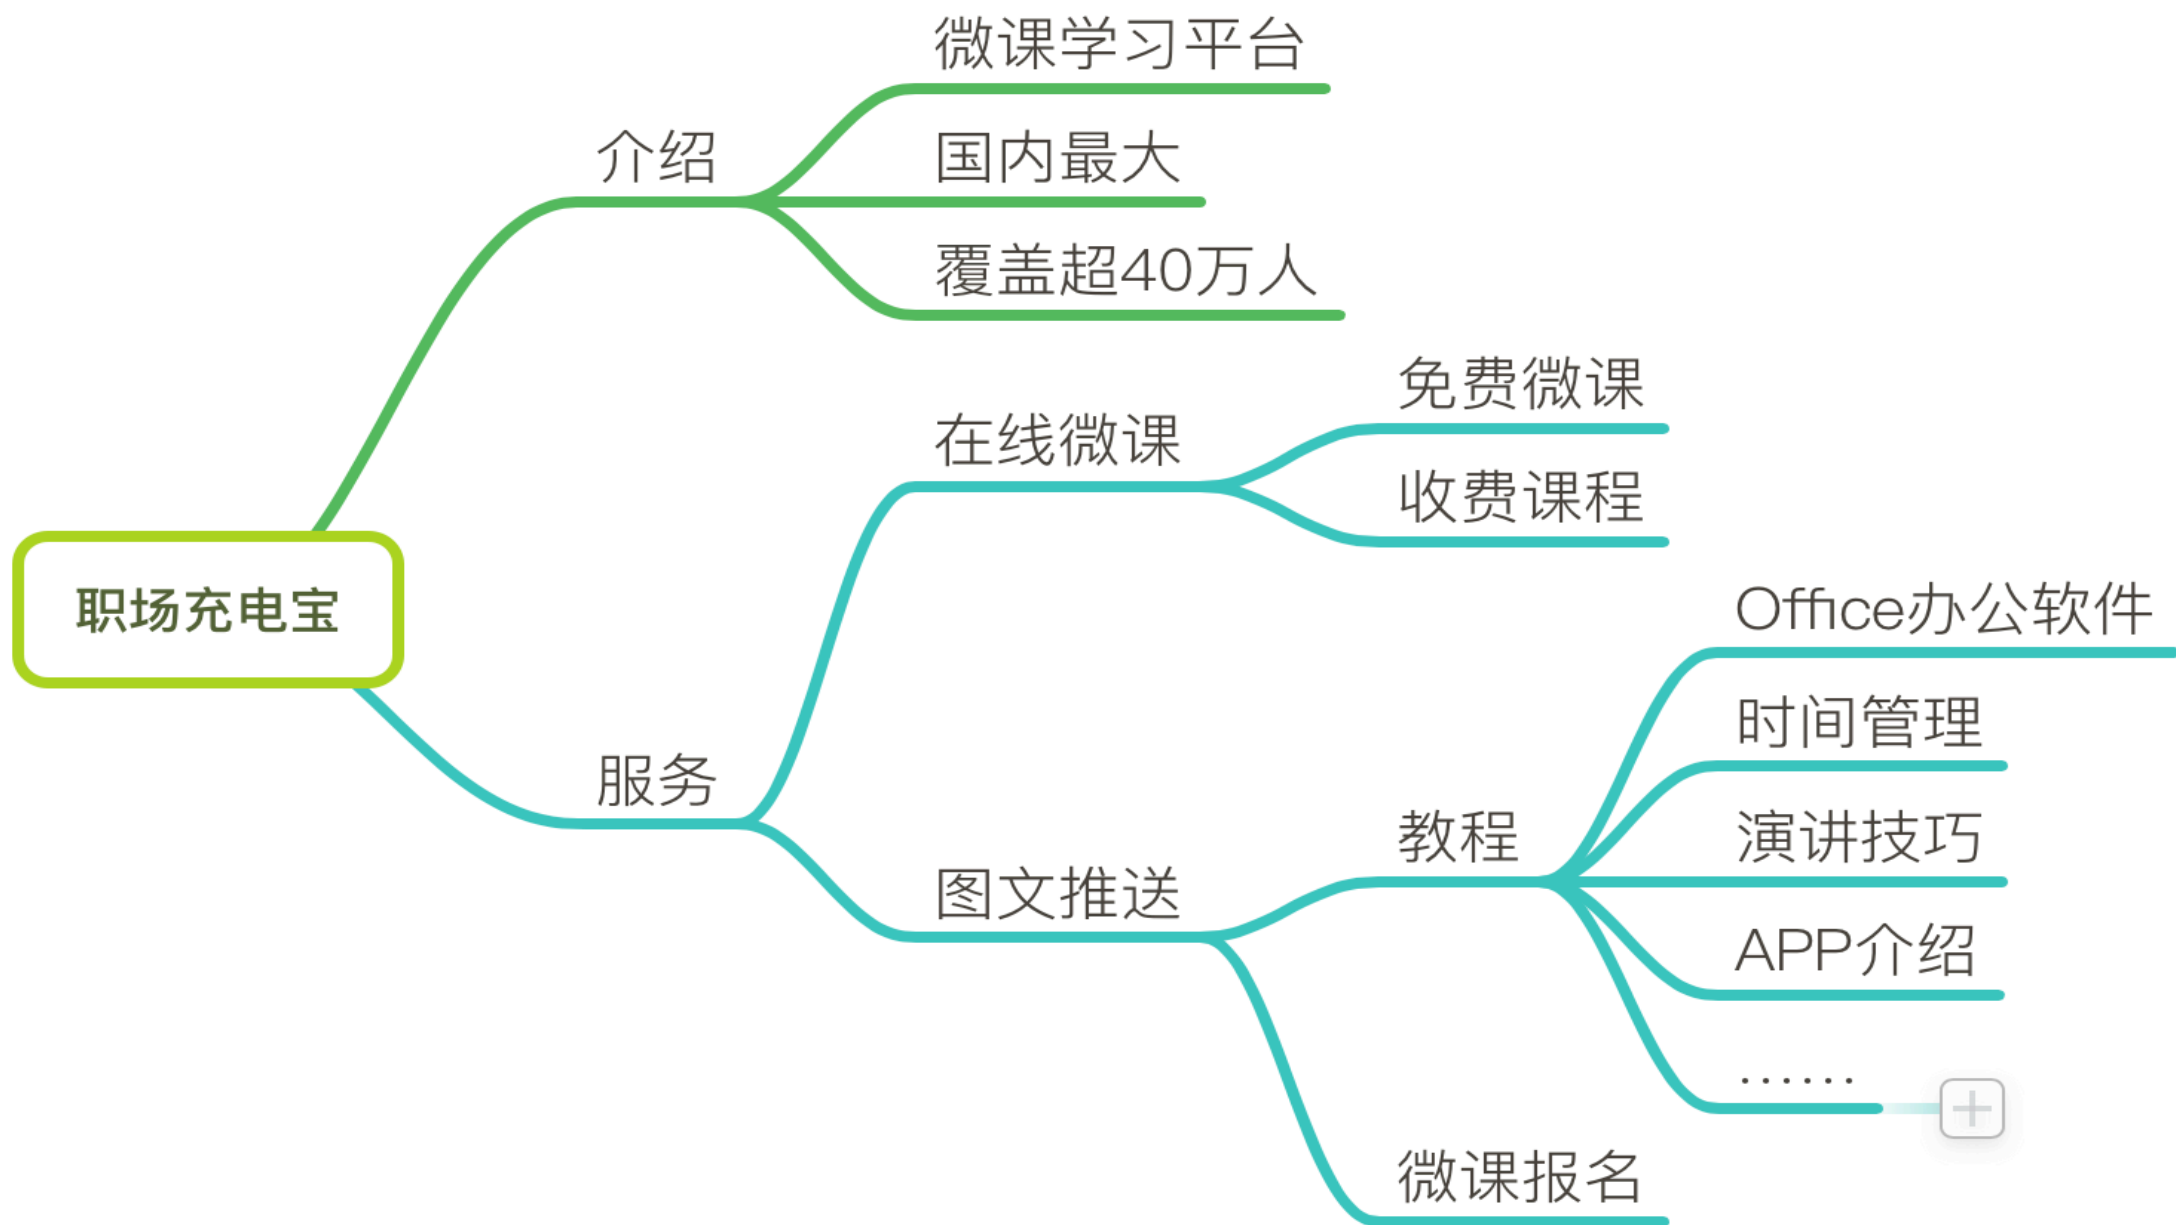 微课学习平台
介绍
国内最大
覆盖超40万人
免费微课
在线微课
收费课程
职场充电宝
Office办公软件
时间管理
服务
教程
演讲技巧
图文推送
APP介绍
······
微课报名